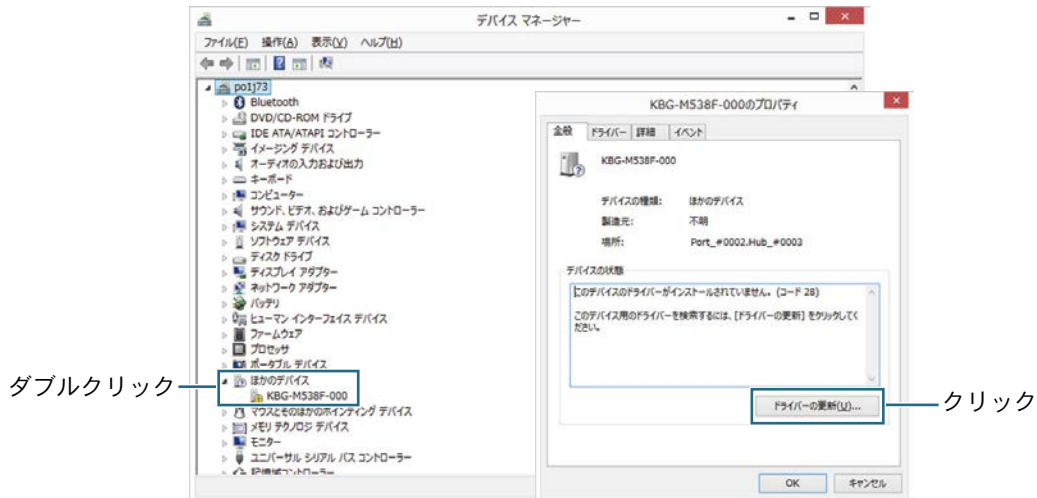 デバイス マネージャー
ファイル(F) 操作(A) 表示(V) ヘルプ(H)
po1j73
Bluetooth
DVD/CD-ROM ドライブ
IDE ATA/ATAPI コントローラー
イメージング デバイス
オーディオの入力および出力
キーボード
コンピューター
サウンド、ビデオ、およびゲーム コントローラー
システム デバイス
ソフトウェア デバイス
ディスク ドライブ
ディスプレイ アダプター
ネットワーク アダプター
バッテリ
ヒューマン インターフェイス デバイス
ファームウェア
プロセッサ
ポータブル デバイス
ほかのデバイス
KBG-M538F-000
マウスとそのほかのポインティング デバイス
メモリ テクノロジ デバイス
モニター
ユニバーサル シリアル バス コントローラー
記憶域コントローラー
ダブルクリック
KBG-M538F-000のプロパティ
全般 ドライバー 詳細 イベント
KBG-M538F-000
デバイスの種類: ほかのデバイス
製造元: 不明
場所: Port_#0002.Hub_#0003
デバイスの状態
このデバイスのドライバーがインストールされていません。 (コード 28)
このデバイス用のドライバーを検索するには、[ドライバーの更新] をクリックしてく
ださい。
ドライバーの更新(U)...
クリック
OK キャンセル